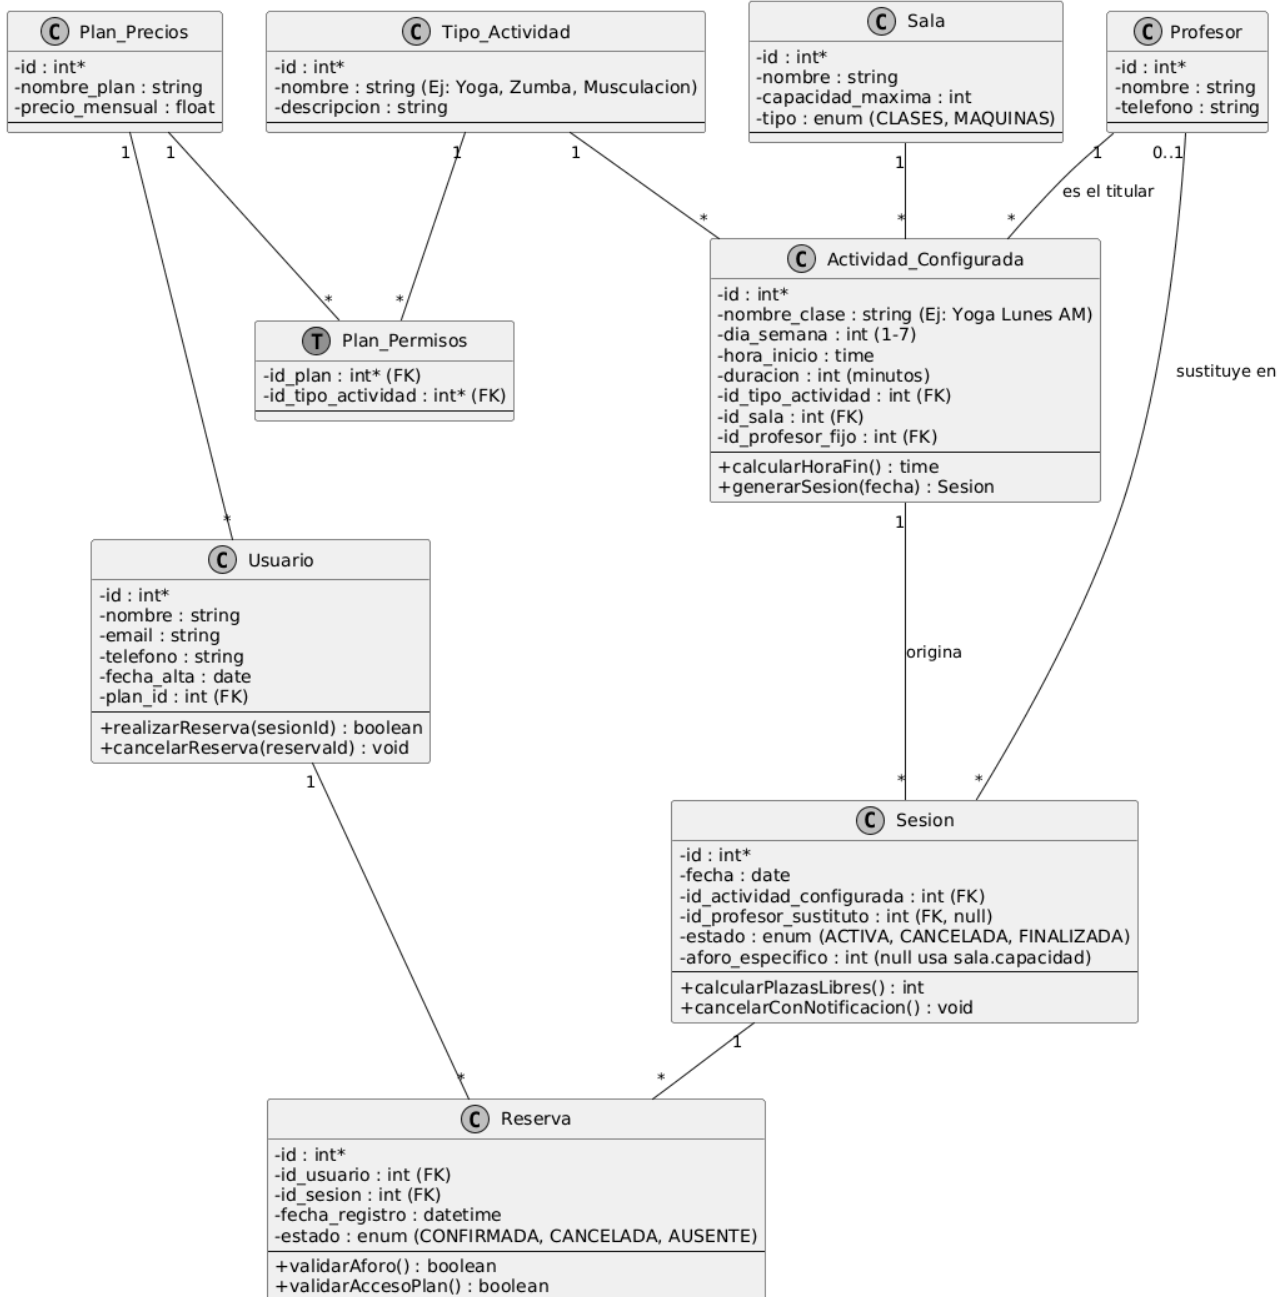 C Plan_Precios
-id : int*
-nombre_plan : string
-precio_mensual : float
C Tipo_Actividad
-id : int*
-nombre : string (Ej: Yoga, Zumba, Musculacion)
-descripcion : string
C Sala
-id : int*
-nombre : string
-capacidad_maxima : int
-tipo : enum (CLASES, MAQUINAS)
C Profesor
-id : int*
-nombre : string
-telefono : string
1
1
1
1
1
1
0..1
es el titular
*
*
*
*
*
C Actividad_Configurada
-id : int*
-nombre_clase : string (Ej: Yoga Lunes AM)
-dia_semana : int (1-7)
-hora_inicio : time
-duracion : int (minutos)
-id_tipo_actividad : int (FK)
-id_sala : int (FK)
-id_profesor_fijo : int (FK)
+calcularHoraFin() : time
+generarSesion(fecha) : Sesion
T Plan_Permisos
-id_plan : int* (FK)
-id_tipo_actividad : int* (FK)
sustituye en
1
*
C Usuario
-id : int*
-nombre : string
-email : string
-telefono : string
-fecha_alta : date
-plan_id : int (FK)
+realizarReserva(sesionId) : boolean
+cancelarReserva(reservaId) : void
origina
1
*
*
C Sesion
-id : int*
-fecha : date
-id_actividad_configurada : int (FK)
-id_profesor_sustituto : int (FK, null)
-estado : enum (ACTIVA, CANCELADA, FINALIZADA)
-aforo_especifico : int (null usa sala.capacidad)
+calcularPlazasLibres() : int
+cancelarConNotificacion() : void
1
*
*
C Reserva
-id : int*
-id_usuario : int (FK)
-id_sesion : int (FK)
-fecha_registro : datetime
-estado : enum (CONFIRMADA, CANCELADA, AUSENTE)
+validarAforo() : boolean
+validarAccesoPlan() : boolean